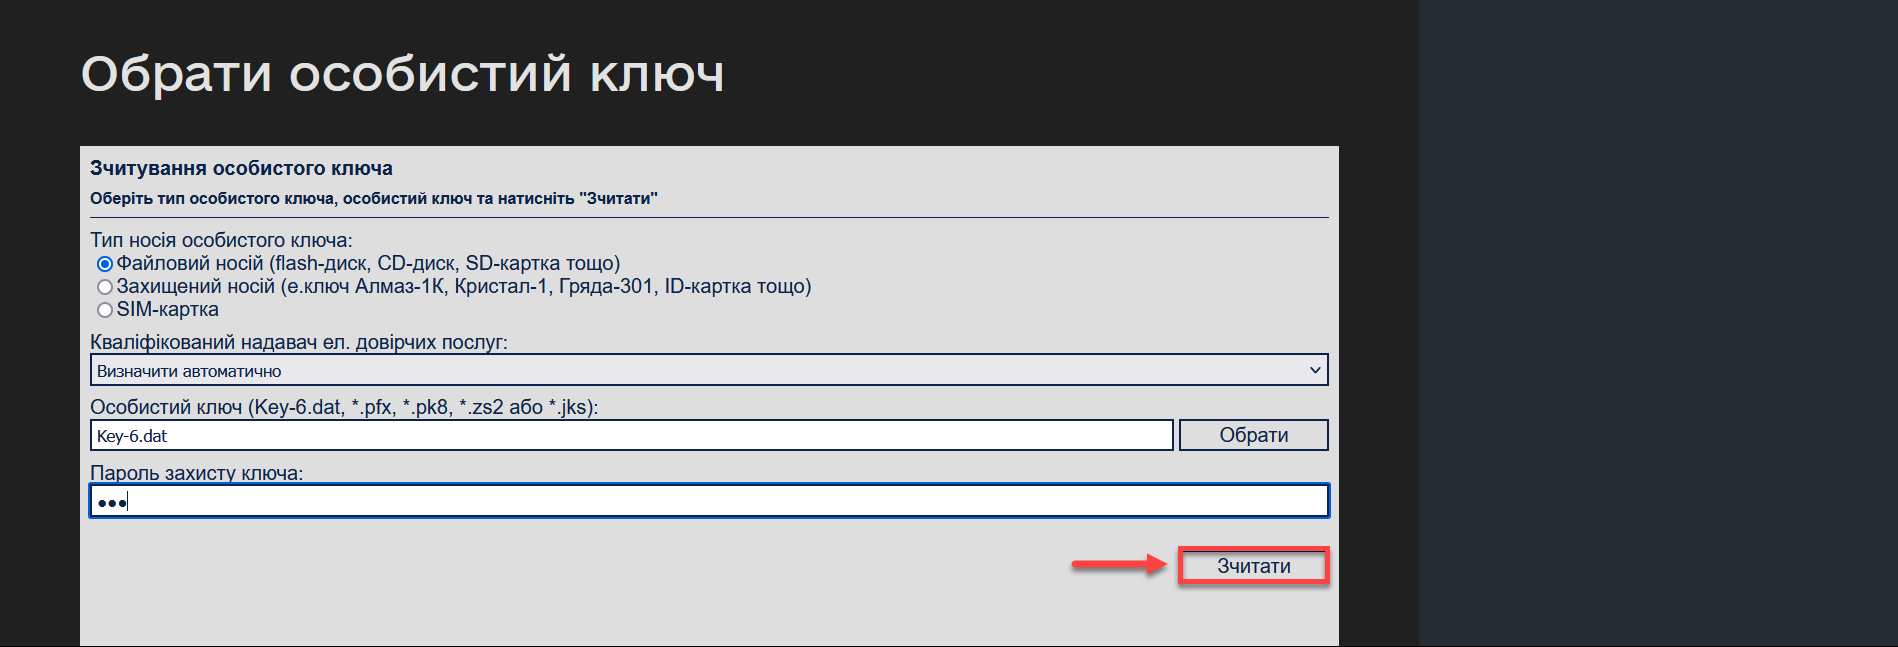 Обрати особистий ключ
Зчитування особистого ключа
Оберіть тип особистого ключа, особистий ключ та натисніть "Зчитати"
Тип носія особистого ключа:
Файловий носій (flash-диск, CD-диск, SD-картка тощо)
Захищений носій (е.ключ Алмаз-1К, Кристал-1, Гряда-301, ID-картка тощо)
SIM-картка
Кваліфікований надавач ел. довірчих послуг:
Визначити автоматично
Особистий ключ (Key-6.dat, *.pfx, *.pk8, *.zs2 або *.jks):
Key-6.dat
Обрати
Пароль захисту ключа:
Зчитати